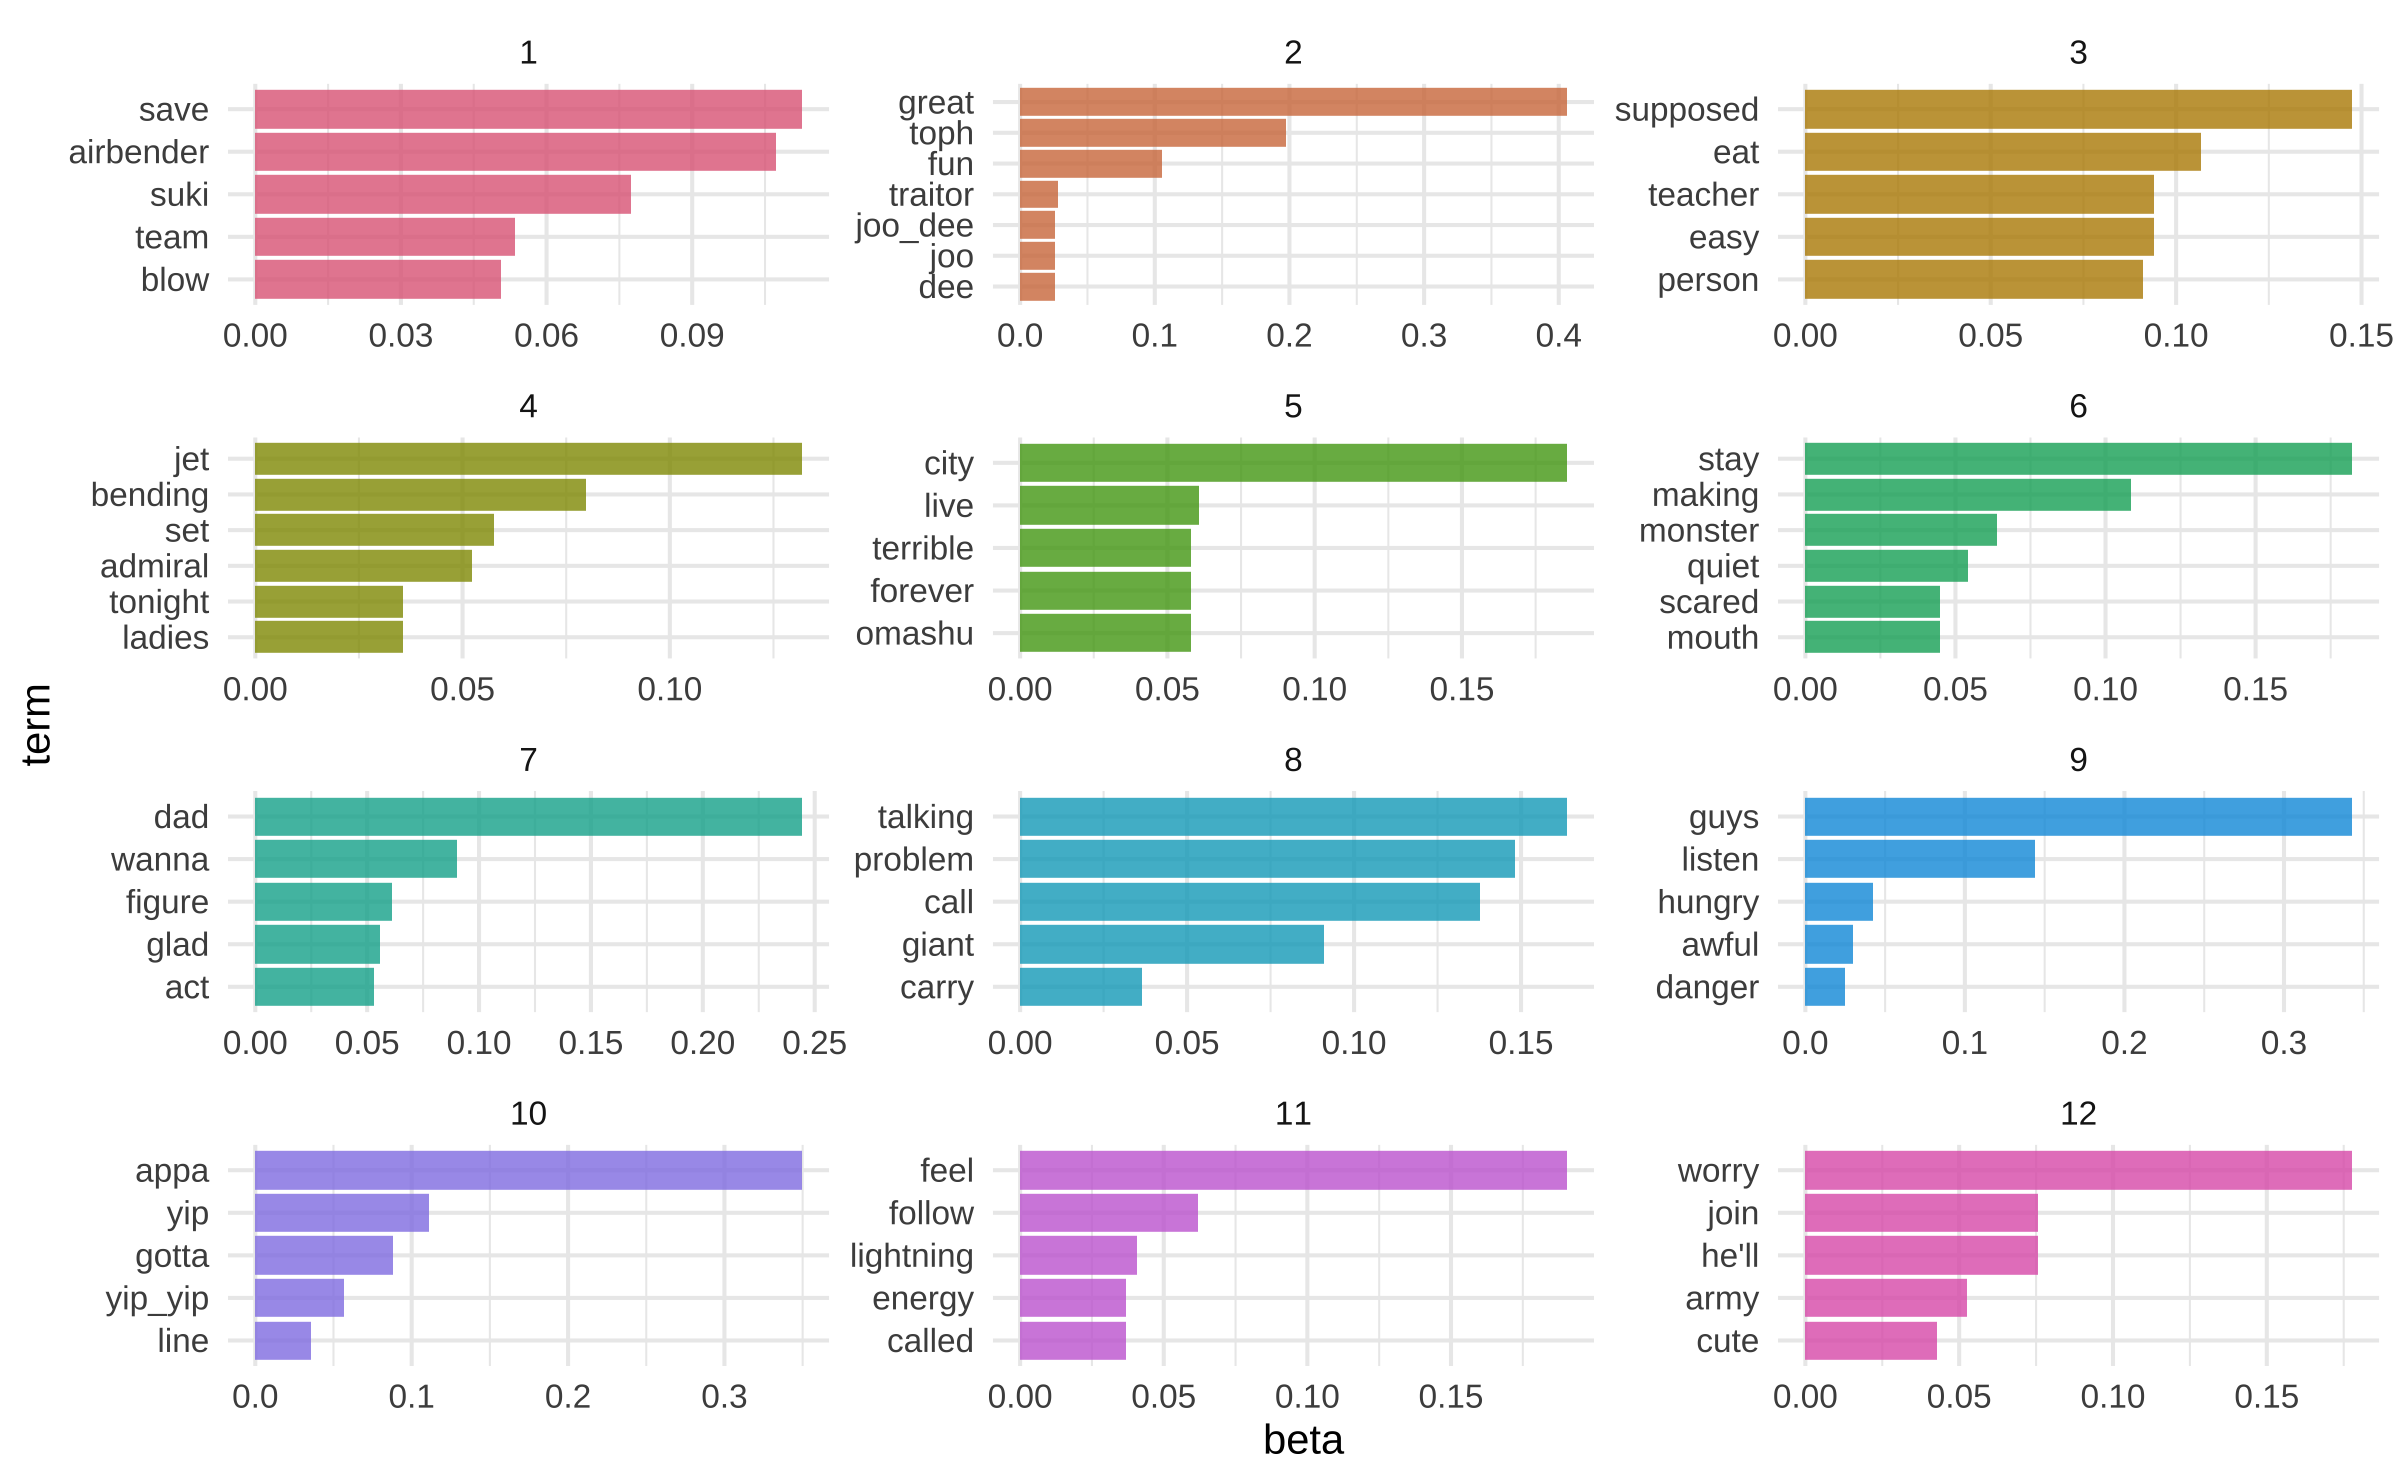 1
save
airbender
suki
team
blow
0.00 0.03 0.06 0.09
2
great
toph
fun
traitor
joo_dee
joo
dee
0.0 0.1 0.2 0.3 0.4
3
supposed
eat
teacher
easy
person
0.00 0.05 0.10 0.15
4
jet
bending
set
admiral
tonight
ladies
0.00 0.05 0.10
5
city
live
terrible
forever
omashu
0.00 0.05 0.10 0.15
6
stay
making
monster
quiet
scared
mouth
0.00 0.05 0.10 0.15
7
dad
wanna
figure
glad
act
0.00 0.05 0.10 0.15 0.20 0.25
8
talking
problem
call
giant
carry
0.00 0.05 0.10 0.15
9
guys
listen
hungry
awful
danger
0.0 0.1 0.2 0.3
10
appa
yip
gotta
yip_yip
line
0.0 0.1 0.2 0.3
11
feel
follow
lightning
energy
called
0.00 0.05 0.10 0.15
12
worry
join
he'll
army
cute
0.00 0.05 0.10 0.15
term
beta